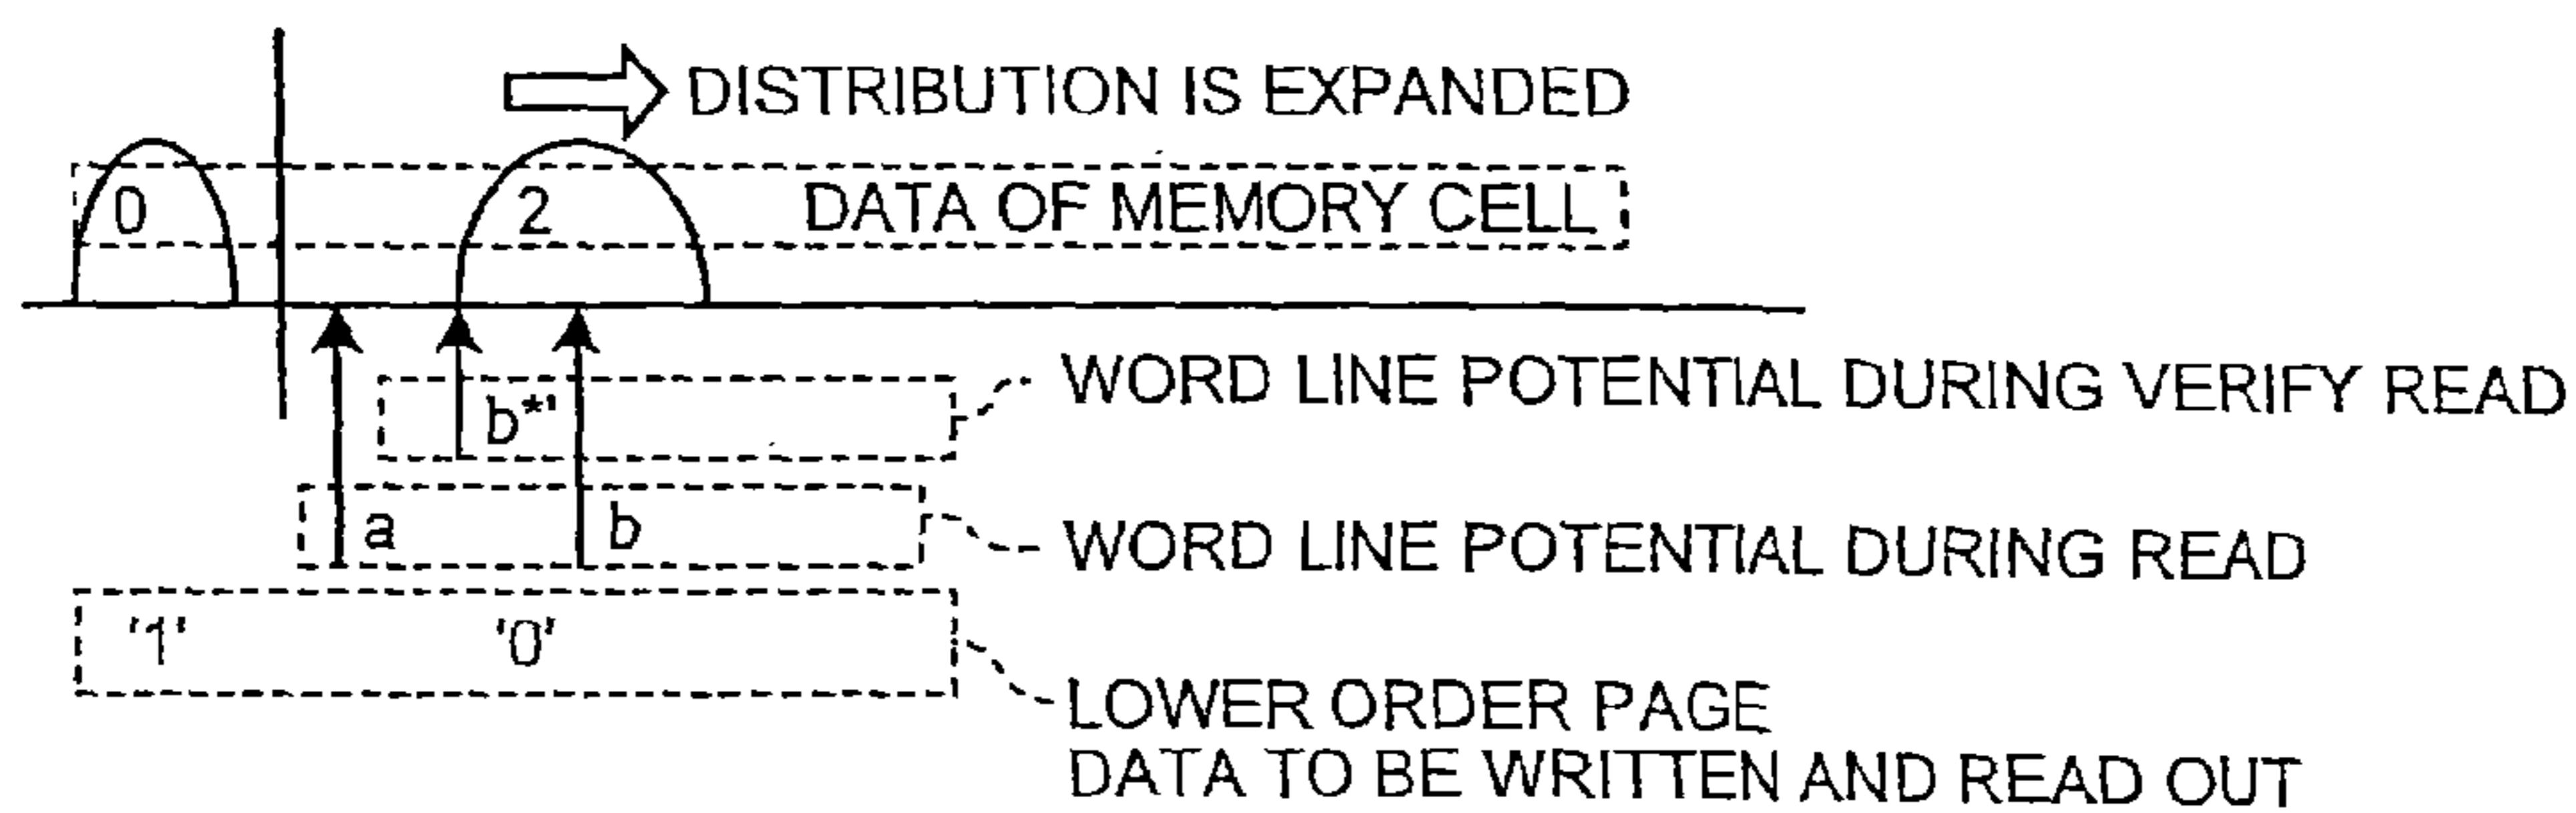 DISTRIBUTION IS EXPANDED
0 2 DATA OF MEMORY CELL
b*' WORD LINE POTENTIAL DURING VERIFY READ
a b WORD LINE POTENTIAL DURING READ
'1' '0'
LOWER ORDER PAGE
DATA TO BE WRITTEN AND READ OUT